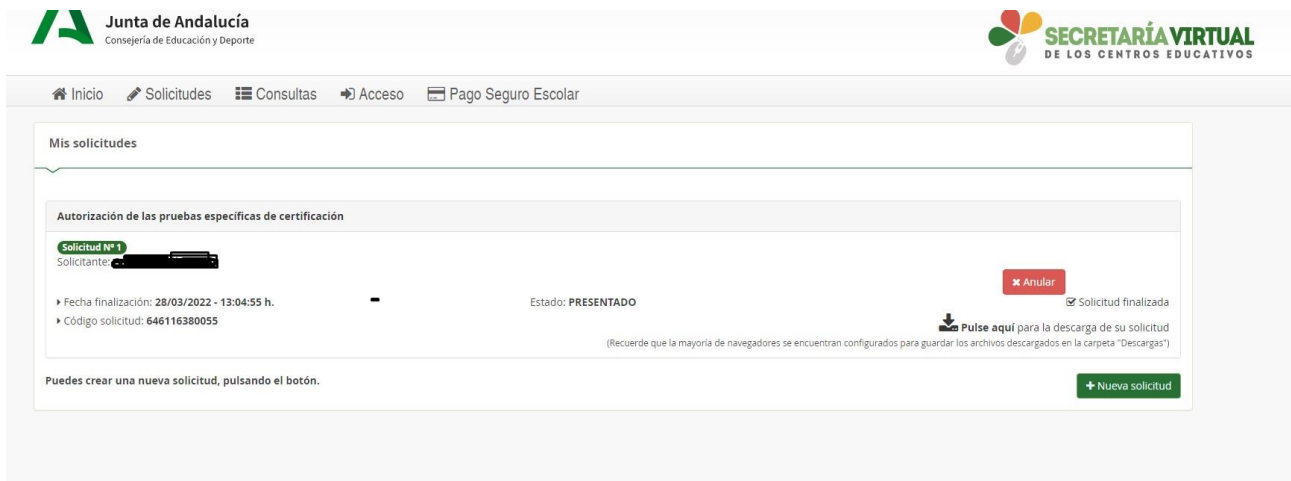 Junta de Andalucía
Consejería de Educación y Deporte
SECRETARÍA VIRTUAL
DE LOS CENTROS EDUCATIVOS
Inicio Solicitudes Consultas Acceso Pago Seguro Escolar
Mis solicitudes
Autorización de las pruebas específicas de certificación
Solicitud Nº 1
Solicitante:
Anular
Fecha finalización: 28/03/2022 - 13:04:55 h. Estado: PRESENTADO Solicitud finalizada
Código solicitud: 646116380055
Pulse aquí para la descarga de su solicitud
(Recuerde que la mayoría de navegadores se encuentran configurados para guardar los archivos descargados en la carpeta "Descargas")
Puedes crear una nueva solicitud, pulsando el botón.
Nueva solicitud